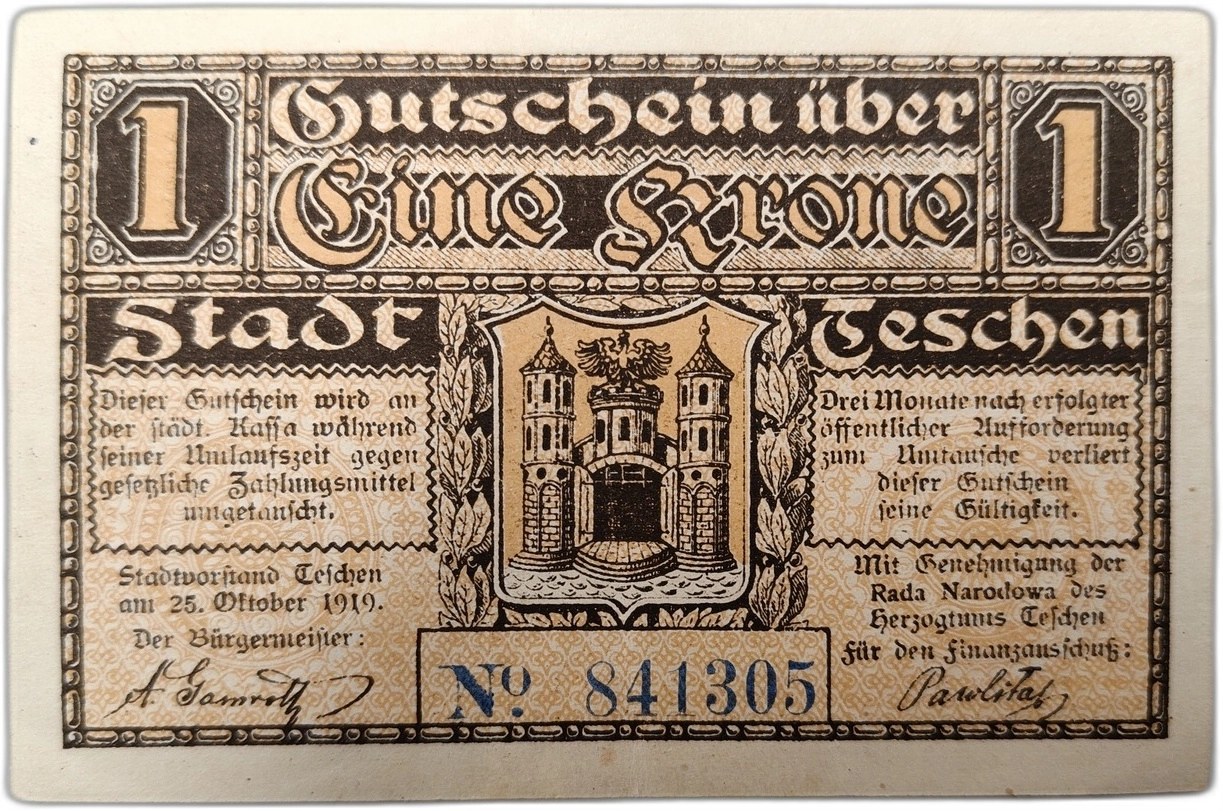 1 Gutschein über 1
Eine Krone
Stadt Teschen
Dieser Gutschein wird an
der städt. Kassa während
seiner Umlaufszeit gegen
gesetzliche Zahlungsmittel
umgetauscht.
Stadtvorstand Teschen
am 25. Oktober 1919.
Der Bürgermeister:
A. Gamroth
Drei Monate nach erfolgter
öffentlicher Aufforderung
zum Umtausche verliert
dieser Gutschein
seine Gültigkeit.
Mit Genehmigung der
Rada Narodowa des
Herzogtums Teschen
Für den Finanzausschuß:
Pawlitas
No. 841305